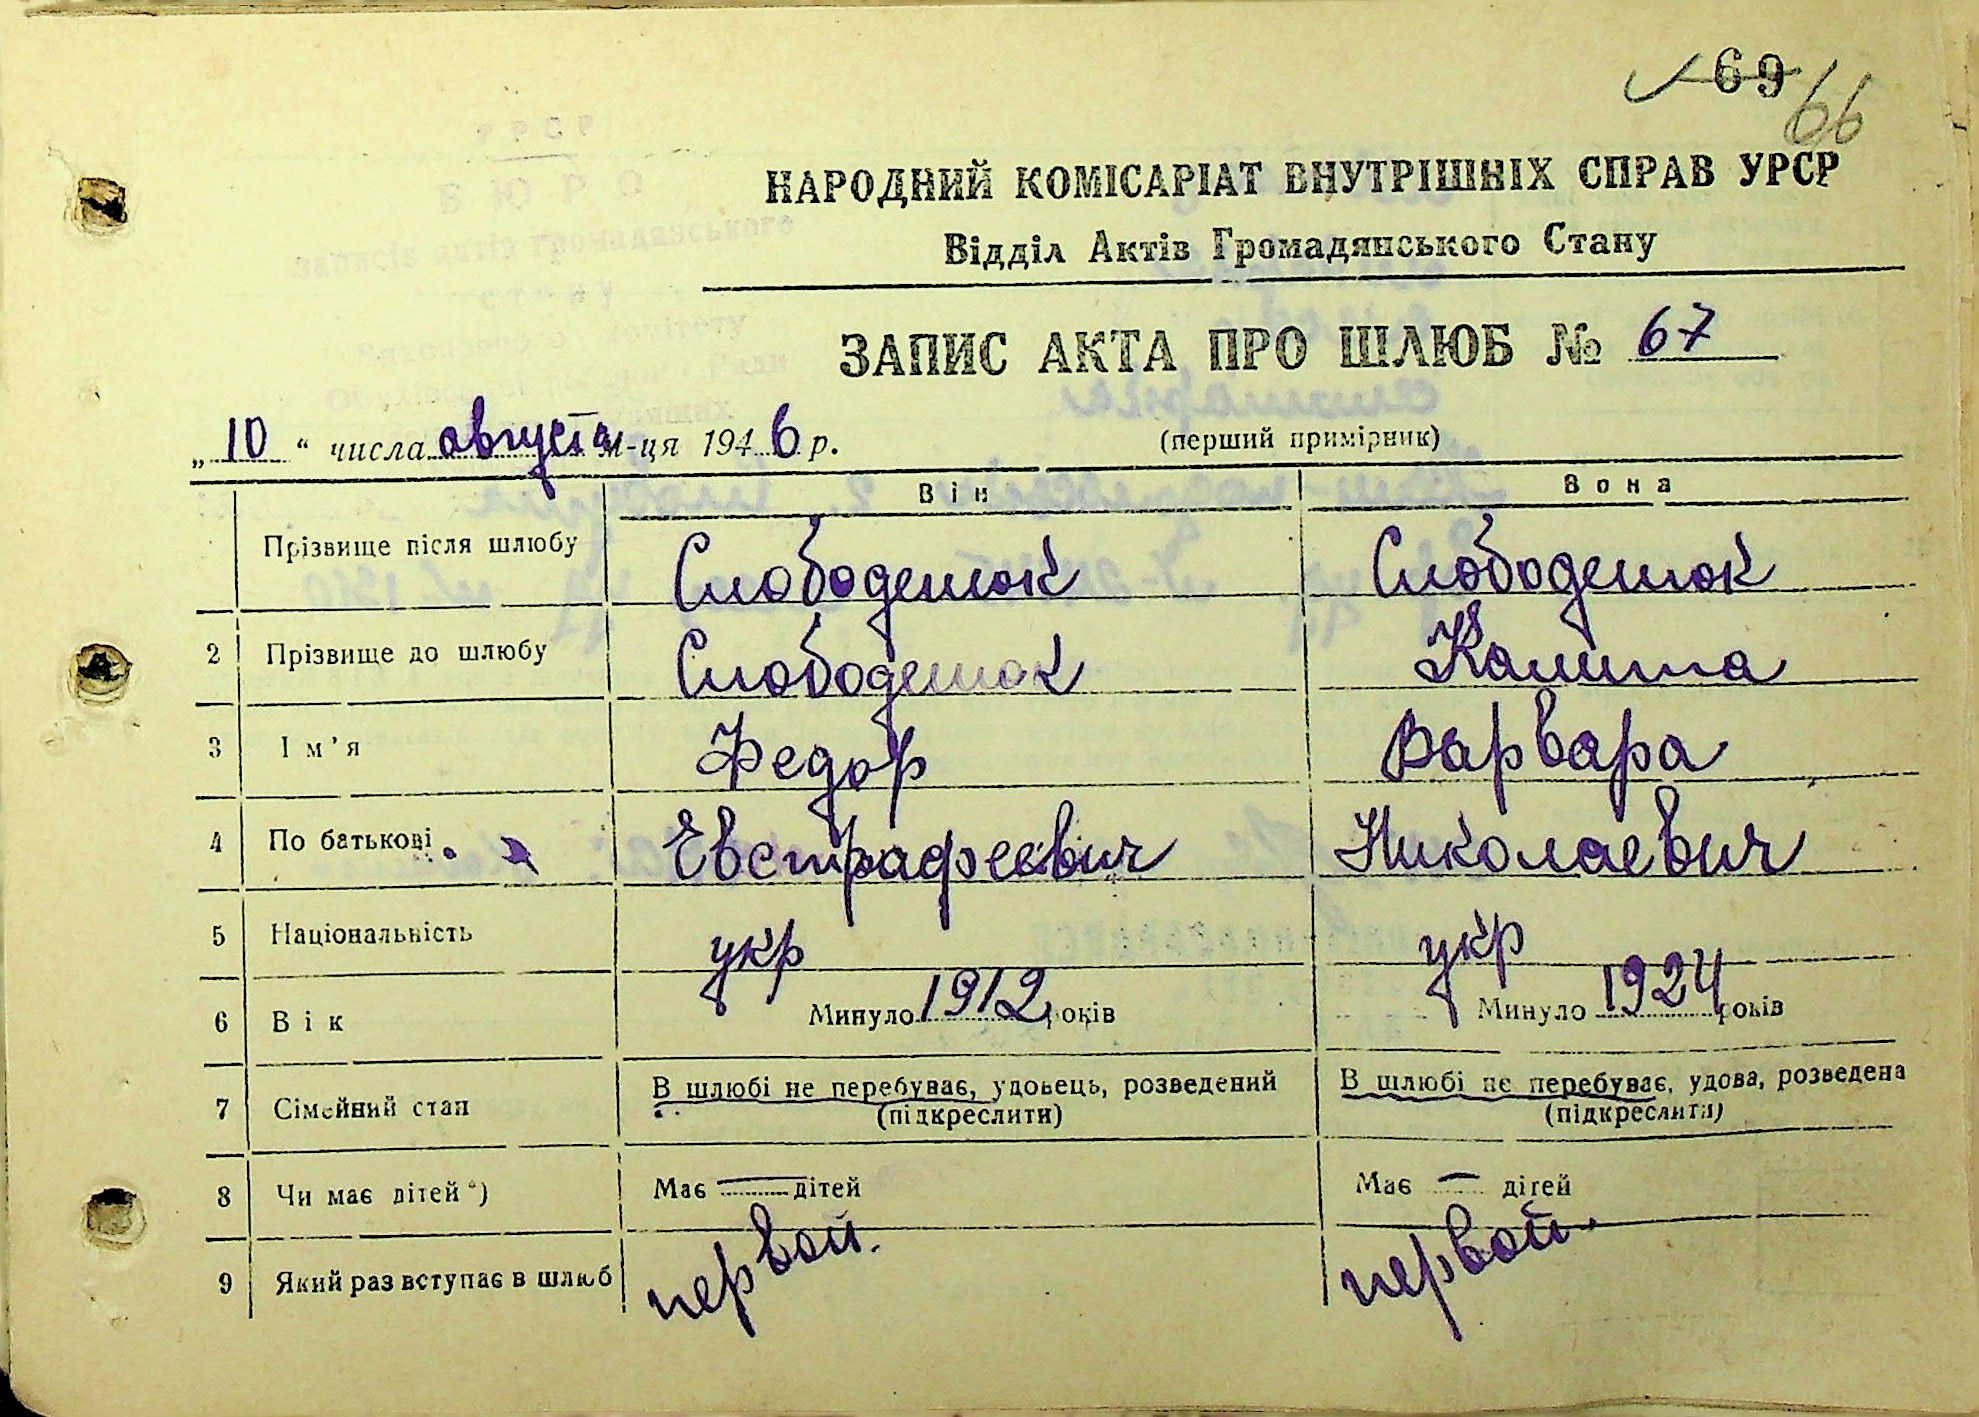 69
66
НАРОДНИЙ КОМІСАРІАТ ВНУТРІШНІХ СПРАВ УРСР
Відділ Актів Громадянського Стану
ЗАПИС АКТА ПРО ШЛЮБ № 67
„ 10 “ числа августа м-ця 1946 р. (перший примірник)
Він Вона
Прізвище після шлюбу Слободенюк Слободенюк
2 Прізвище до шлюбу Слободенюк Калита
3 Ім'я Федор Варвара
4 По батькові Евстрафеевич Николаевич
5 Національність укр укр
6 Вік Минуло 1912 років Минуло 1924 років
7 Сімейний стан В шлюбі не перебуває, удовець, розведений В шлюбі не перебуває, удова, розведена
(підкреслити) (підкреслити)
8 Чи має дітей*) Має — дітей Має — дітей
9 Який раз вступає в шлюб первой. первой.